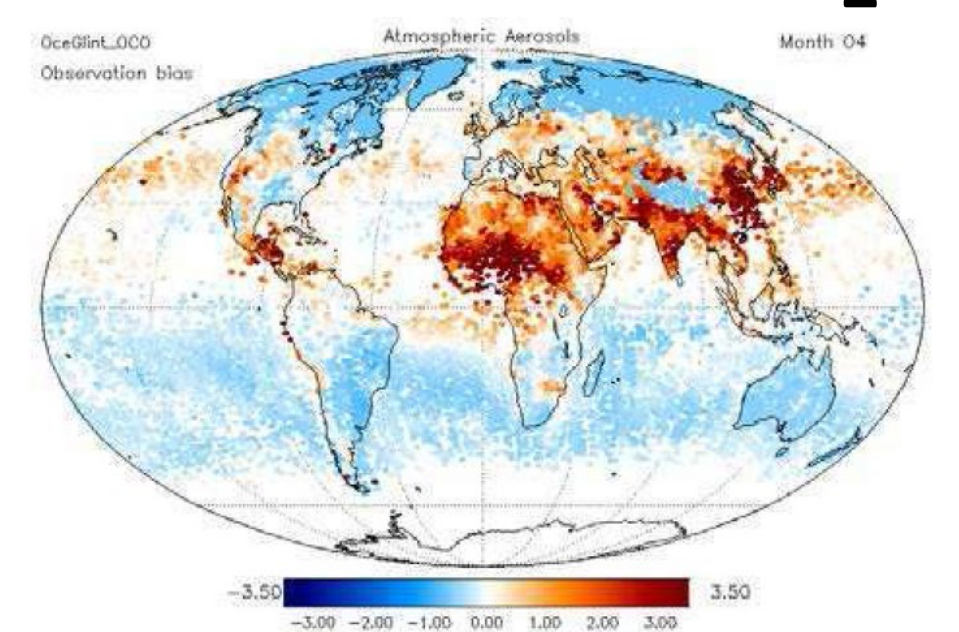 OceGlint_OCO
Atmospheric Aerosols
Month 04
Observation bias
-3.50
3.50
-3.00 -2.00 -1.00 0.00 1.00 2.00 3.00